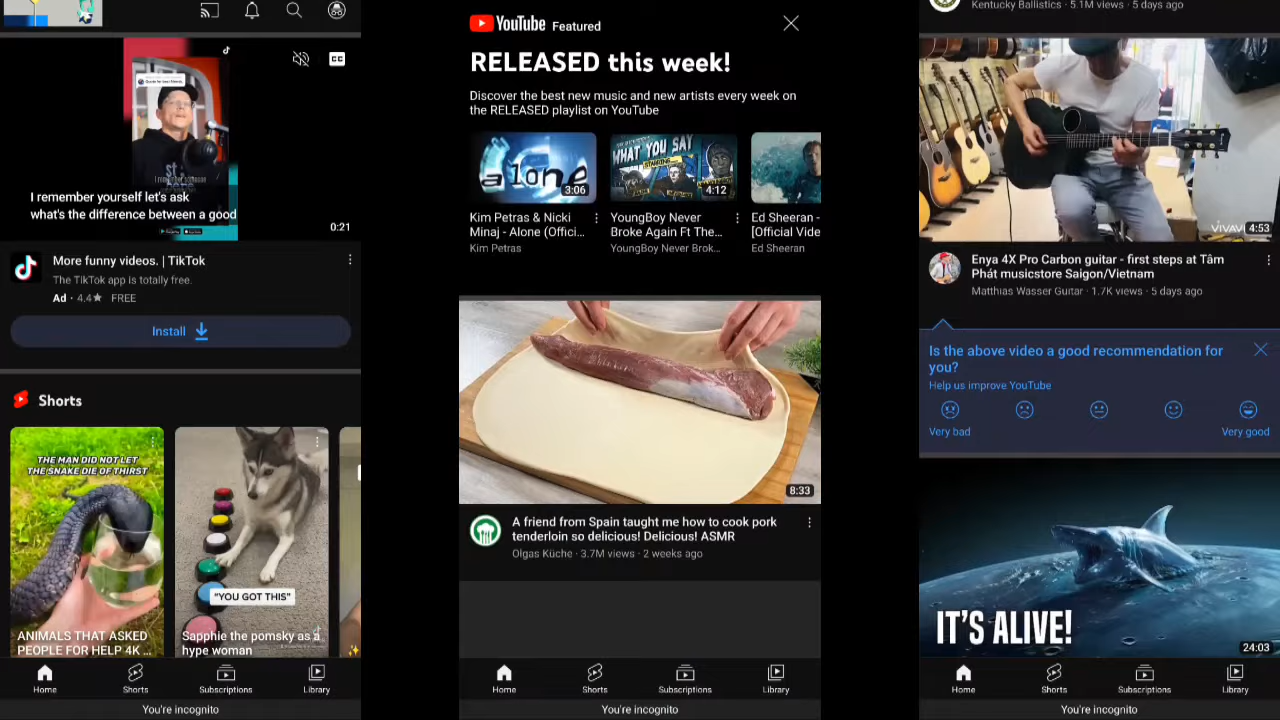 CC
I remember yourself let's ask
what's the difference between a good
0:21
More funny videos. | TikTok
The TikTok app is totally free.
Ad · 4.4★ FREE
Install
Shorts
THE MAN DID NOT LET
THE SNAKE DIE OF THIRST
ANIMALS THAT ASKED
PEOPLE FOR HELP 4K ...
"YOU GOT THIS"
Sapphie the pomsky as a
hype woman
Home
Shorts
Subscriptions
Library
You're incognito
YouTube Featured
RELEASED this week!
Discover the best new music and new artists every week on
the RELEASED playlist on YouTube
alone
3:06
Kim Petras & Nicki
Minaj - Alone (Offici...
Kim Petras
WHAT YOU SAY
STARRING
4:12
YoungBoy Never
Broke Again Ft The...
YoungBoy Never Brok...
Ed Sheeran -
[Official Vide
Ed Sheeran
8:33
A friend from Spain taught me how to cook pork
tenderloin so delicious! Delicious! ASMR
Olgas Küche · 3.7M views · 2 weeks ago
Home
Shorts
Subscriptions
Library
You're incognito
Kentucky Ballistics · 5.1M views · 5 days ago
VIVAVI
4:53
Enya 4X Pro Carbon guitar - first steps at Tâm
Phát musicstore Saigon/Vietnam
Matthias Wasser Guitar · 1.7K views · 5 days ago
Is the above video a good recommendation for
you?
Help us improve YouTube
Very bad
Very good
IT'S ALIVE!
24:03
Home
Shorts
Subscriptions
Library
You're incognito